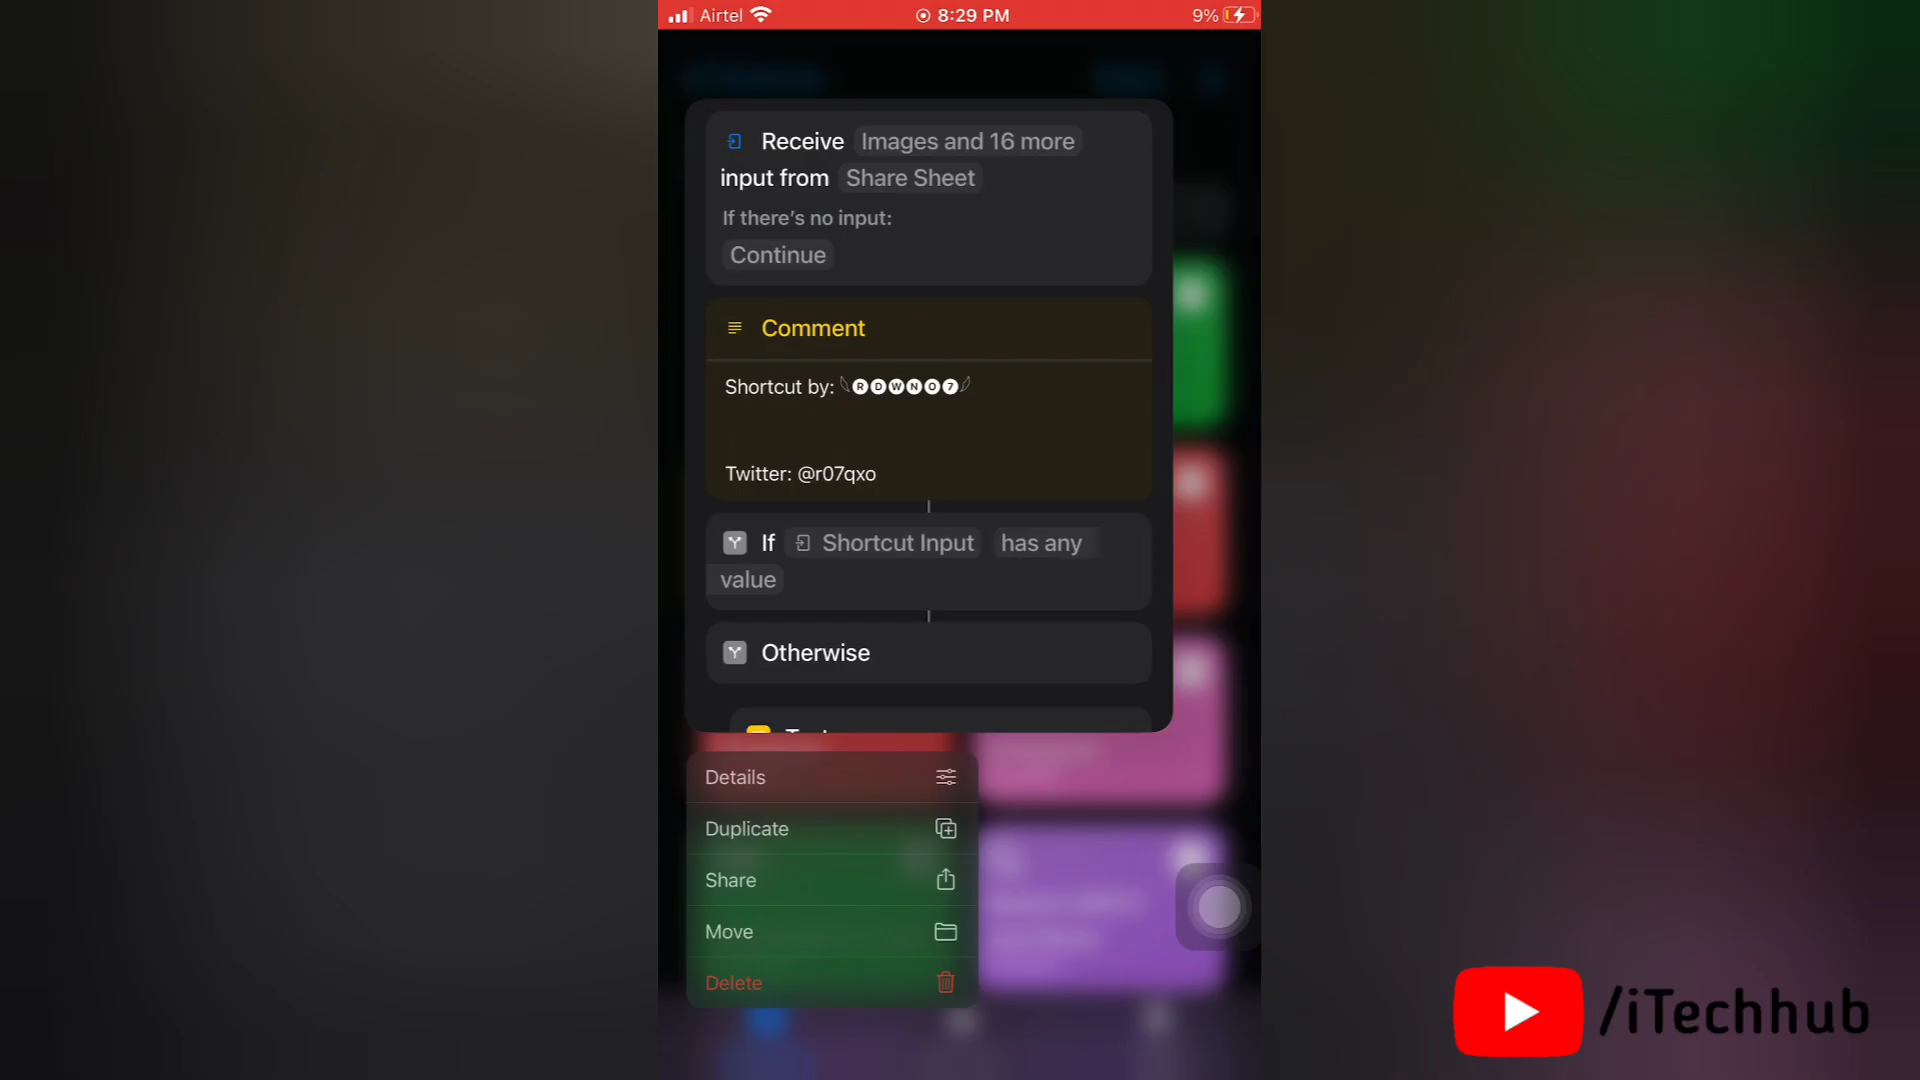 Airtel 8:29 PM 9%
Receive Images and 16 more
input from Share Sheet
If there's no input:
Continue
Comment
Shortcut by: ⓇⒹⓌⓃⓄ⑦
Twitter: @r07qxo
If Shortcut Input has any
value
Otherwise
Details
Duplicate
Share
Move
Delete
/iTechhub